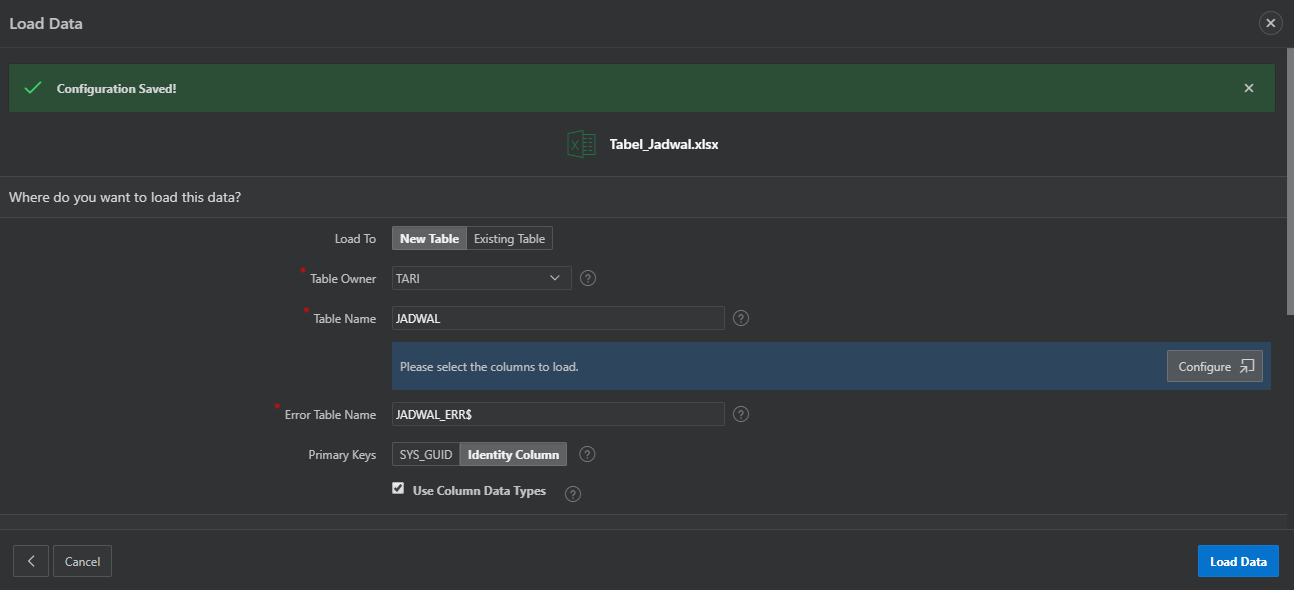 Load Data
Configuration Saved!
Tabel_Jadwal.xlsx
Where do you want to load this data?
Load To New Table Existing Table
* Table Owner TARI ?
* Table Name JADWAL ?
Please select the columns to load. Configure
* Error Table Name JADWAL_ERR$ ?
Primary Keys SYS_GUID Identity Column ?
Use Column Data Types ?
Cancel Load Data